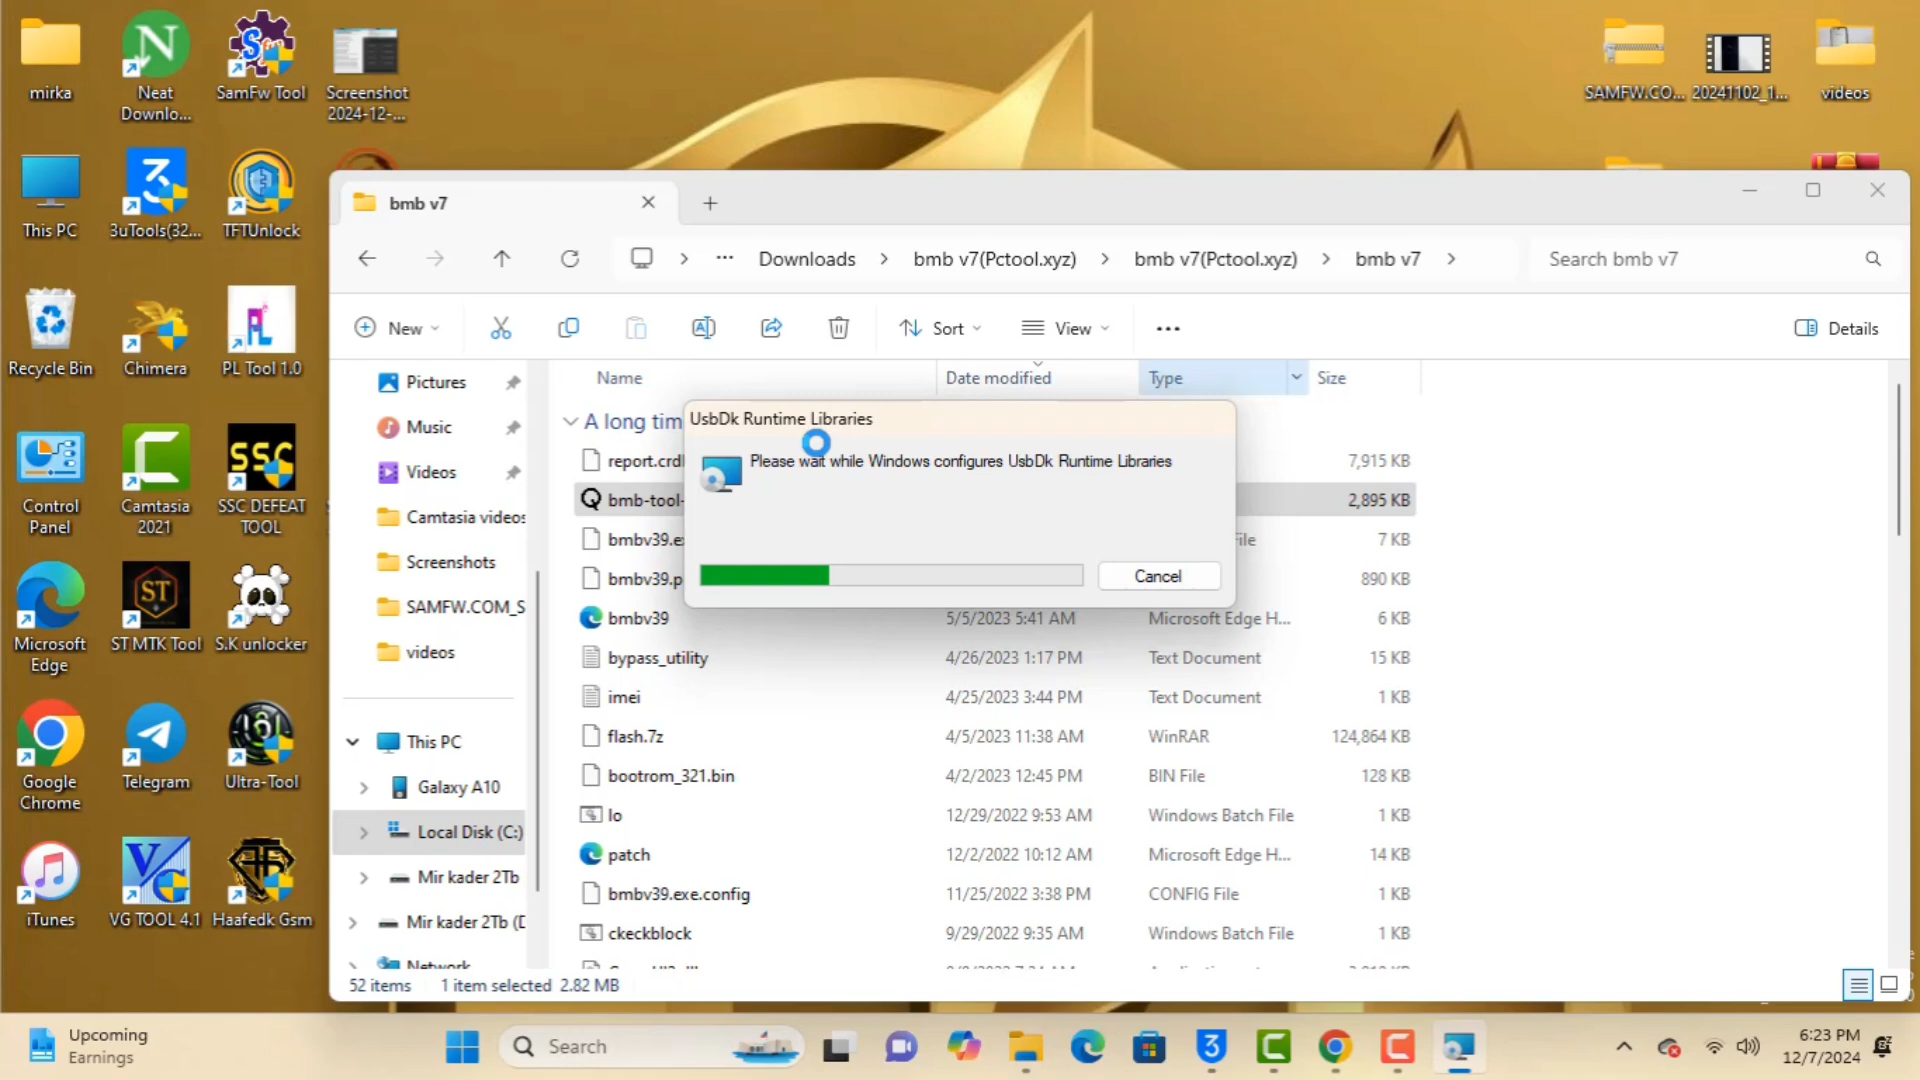 mirka
Neat
Downlo...
SamFw Tool
Screenshot
2024-12-...
SAMFW.CO...
20241102_1...
videos
This PC
3uTools(32...
TFTUnlock
Recycle Bin
Chimera
PL Tool 1.0
Control
Panel
Camtasia
2021
SSC DEFEAT
TOOL
Microsoft
Edge
ST MTK Tool
S.K unlocker
Google
Chrome
Telegram
Ultra-Tool
iTunes
VG TOOL 4.1
Haafedk Gsm
bmb v7
Downloads
bmb v7(Pctool.xyz)
bmb v7(Pctool.xyz)
bmb v7
Search bmb v7
New
Sort
View
Details
Pictures
Music
Videos
Camtasia videos
Screenshots
SAMFW.COM_S
videos
This PC
Galaxy A10
Local Disk (C:)
Mir kader 2Tb
Mir kader 2Tb (D
Network
Name Date modified Type Size
A long tim
report.crd 7,915 KB
bmb-tool- 2,895 KB
bmbv39.e ile 7 KB
bmbv39.p 890 KB
bmbv39 5/5/2023 5:41 AM Microsoft Edge H... 6 KB
bypass_utility 4/26/2023 1:17 PM Text Document 15 KB
imei 4/25/2023 3:44 PM Text Document 1 KB
flash.7z 4/5/2023 11:38 AM WinRAR 124,864 KB
bootrom_321.bin 4/2/2023 12:45 PM BIN File 128 KB
lo 12/29/2022 9:53 AM Windows Batch File 1 KB
patch 12/2/2022 10:12 AM Microsoft Edge H... 14 KB
bmbv39.exe.config 11/25/2022 3:38 PM CONFIG File 1 KB
ckeckblock 9/29/2022 9:35 AM Windows Batch File 1 KB
UsbDk Runtime Libraries
Please wait while Windows configures UsbDk Runtime Libraries
Cancel
52 items 1 item selected 2.82 MB
Upcoming
Earnings
Search
6:23 PM
12/7/2024